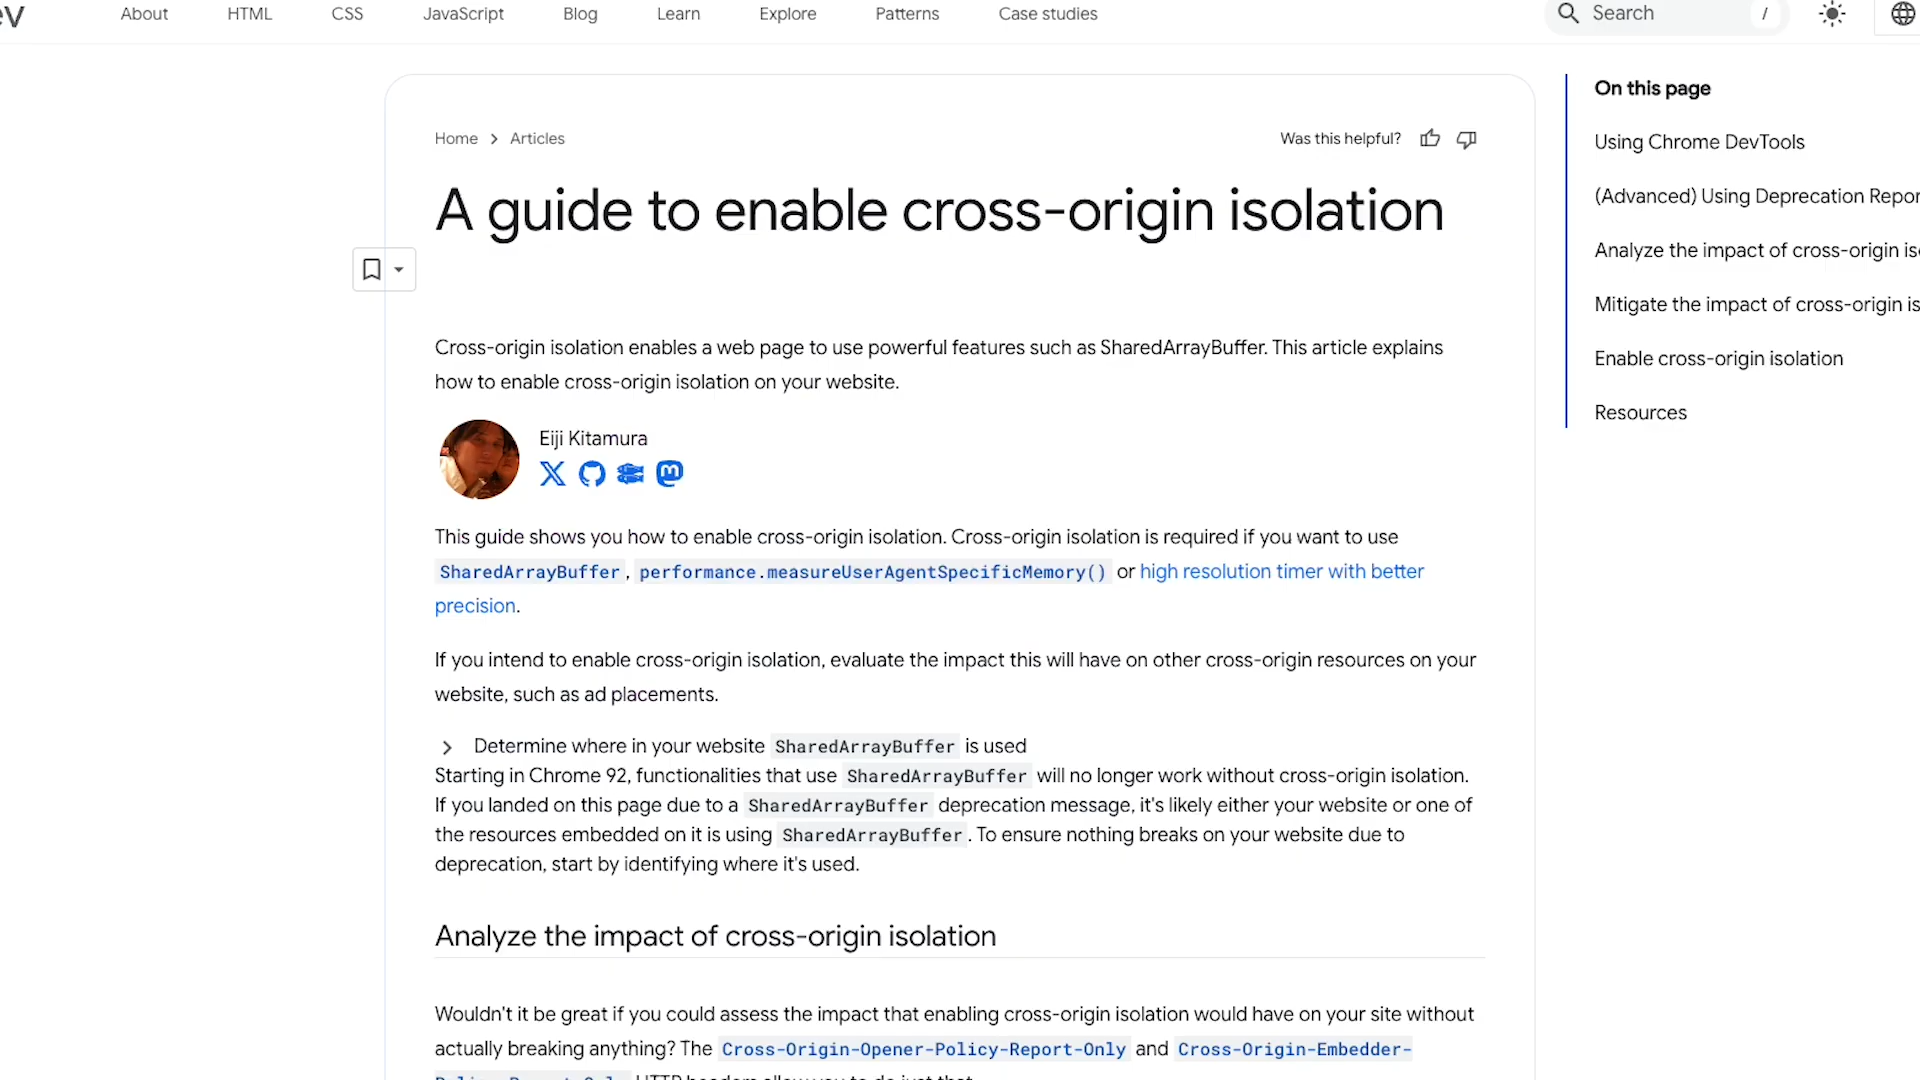 About HTML CSS JavaScript Blog Learn Explore Patterns Case studies Search /
Home > Articles
Was this helpful?
A guide to enable cross-origin isolation
Cross-origin isolation enables a web page to use powerful features such as SharedArrayBuffer. This article explains
how to enable cross-origin isolation on your website.
Eiji Kitamura
This guide shows you how to enable cross-origin isolation. Cross-origin isolation is required if you want to use
SharedArrayBuffer, performance.measureUserAgentSpecificMemory() or high resolution timer with better
precision.
If you intend to enable cross-origin isolation, evaluate the impact this will have on other cross-origin resources on your
website, such as ad placements.
Determine where in your website SharedArrayBuffer is used
Starting in Chrome 92, functionalities that use SharedArrayBuffer will no longer work without cross-origin isolation.
If you landed on this page due to a SharedArrayBuffer deprecation message, it's likely either your website or one of
the resources embedded on it is using SharedArrayBuffer. To ensure nothing breaks on your website due to
deprecation, start by identifying where it's used.
Analyze the impact of cross-origin isolation
Wouldn't it be great if you could assess the impact that enabling cross-origin isolation would have on your site without
actually breaking anything? The Cross-Origin-Opener-Policy-Report-Only and Cross-Origin-Embedder-
On this page
Using Chrome DevTools
(Advanced) Using Deprecation Repor
Analyze the impact of cross-origin is
Mitigate the impact of cross-origin is
Enable cross-origin isolation
Resources